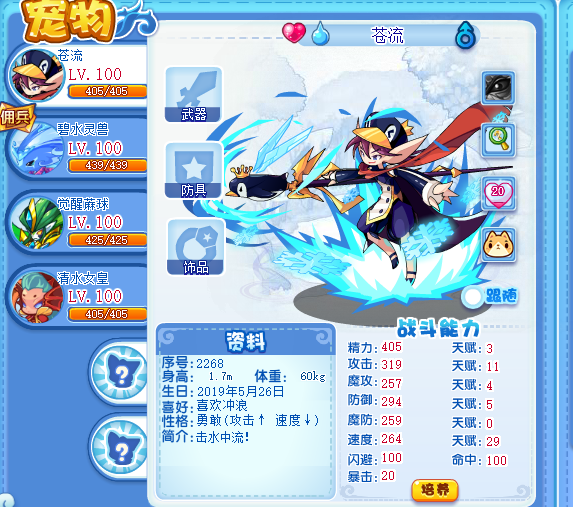 宠物
苍流
LV.100
405/405
佣兵
碧水灵兽
LV.100
439/439
觉醒蔴球
LV.100
425/425
清水女皇
LV.100
405/405
?
?
苍流
武器
防具
饰品
20
跟随
资料
序号:2268
身高: 1.7m 体重: 60kg
生日:2019年5月26日
喜好:喜欢冲浪
性格:勇敢(攻击↑ 速度↓)
简介:击水中流!
战斗能力
精力:405 天赋:3
攻击:319 天赋:11
魔攻:257 天赋:4
防御:294 天赋:5
魔防:259 天赋:0
速度:264 天赋:29
闪避:100 命中:100
暴击:20
培养